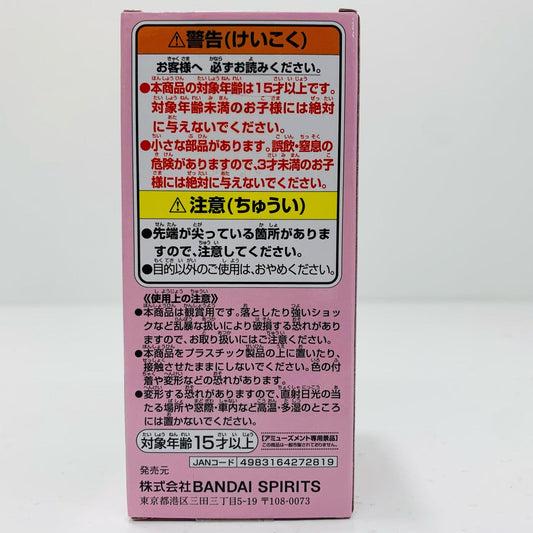 ⚠警告(けいこく)
お客様へ 必ずお読みください。
●本商品の対象年齢は15才以上です。
対象年齢未満のお子様には絶対
に与えないでください。
●小さな部品があります。誤飲・窒息の
危険がありますので、3才未満のお子
様には絶対に与えないでください。
⚠注意(ちゅうい)
●先端が尖っている箇所がありま
すので、注意してください。
●目的以外のご使用は、おやめください。
《使用上の注意》
●本商品は観賞用です。落としたり強いショッ
クなど乱暴な扱いにより破損する恐れがあり
ますので、お取り扱いにはご注意ください。
●本商品をプラスチック製品の上に置いたり、
接触させたままにしないでください。色の付
着や変形などの恐れがあります。
●変形する恐れがありますので、直射日光の当
たる場所や窓際・車内など高温・多湿のところ
には置かないでください。
対象年齢15才以上
【アミューズメント専用景品】
この商品は一般市販されておりません。
JANコード 4983164272819
発売元
株式会社BANDAI SPIRITS
東京都港区三田三丁目5-19 〒108-0073